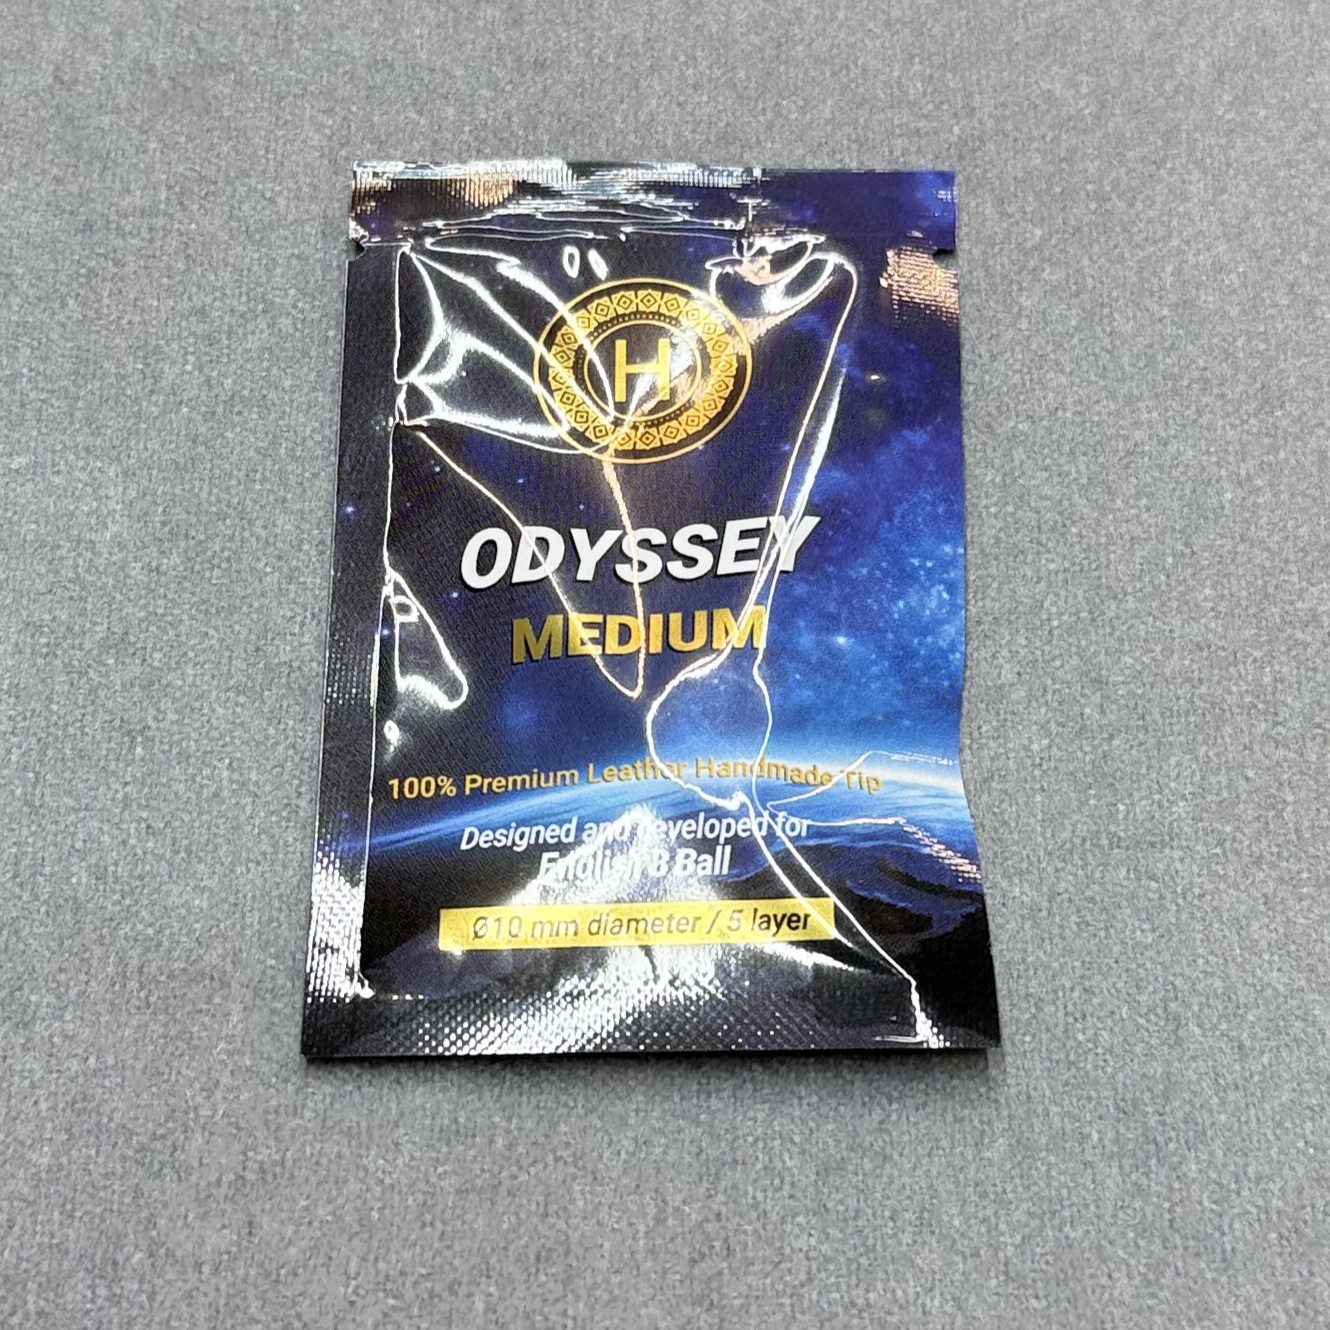 H
ODYSSEY
MEDIUM
100% Premium Leather Handmade Tip
Designed and developed for
English 8 Ball
Ø10 mm diameter / 5 layer